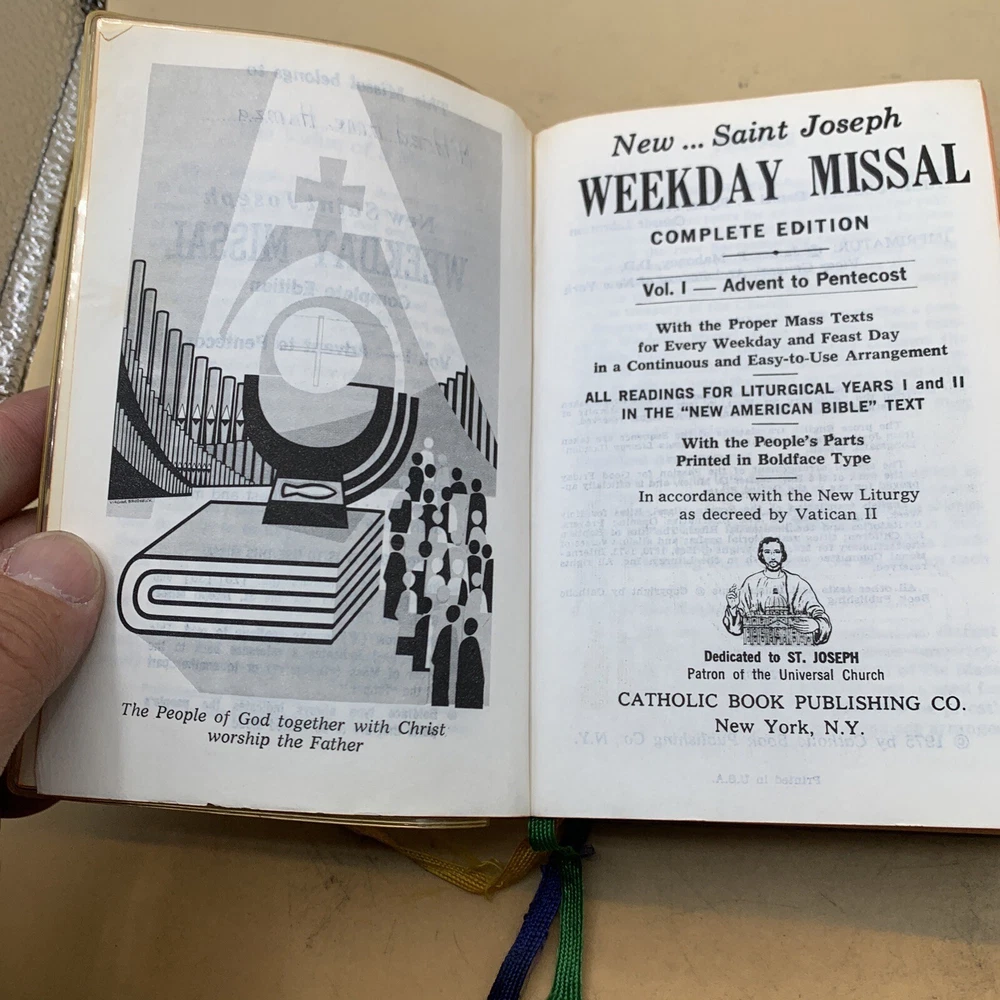 The People of God together with Christ
worship the Father
New ... Saint Joseph
WEEKDAY MISSAL
COMPLETE EDITION
Vol. I — Advent to Pentecost
With the Proper Mass Texts
for Every Weekday and Feast Day
in a Continuous and Easy-to-Use Arrangement
ALL READINGS FOR LITURGICAL YEARS I and II
IN THE "NEW AMERICAN BIBLE" TEXT
With the People's Parts
Printed in Boldface Type
In accordance with the New Liturgy
as decreed by Vatican II
Dedicated to ST. JOSEPH
Patron of the Universal Church
CATHOLIC BOOK PUBLISHING CO.
New York, N.Y.